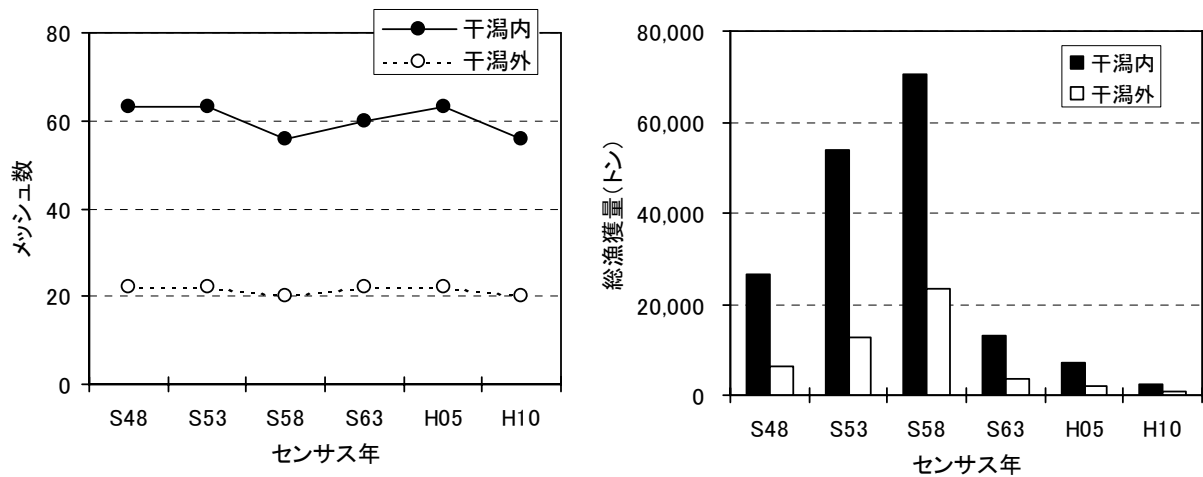 80
60
40
20
0
メッシュ数
干潟内
干潟外
S48 S53 S58 S63 H05 H10
センサス年
80,000
60,000
40,000
20,000
0
総漁獲量(トン)
干潟内
干潟外
S48 S53 S58 S63 H05 H10
センサス年